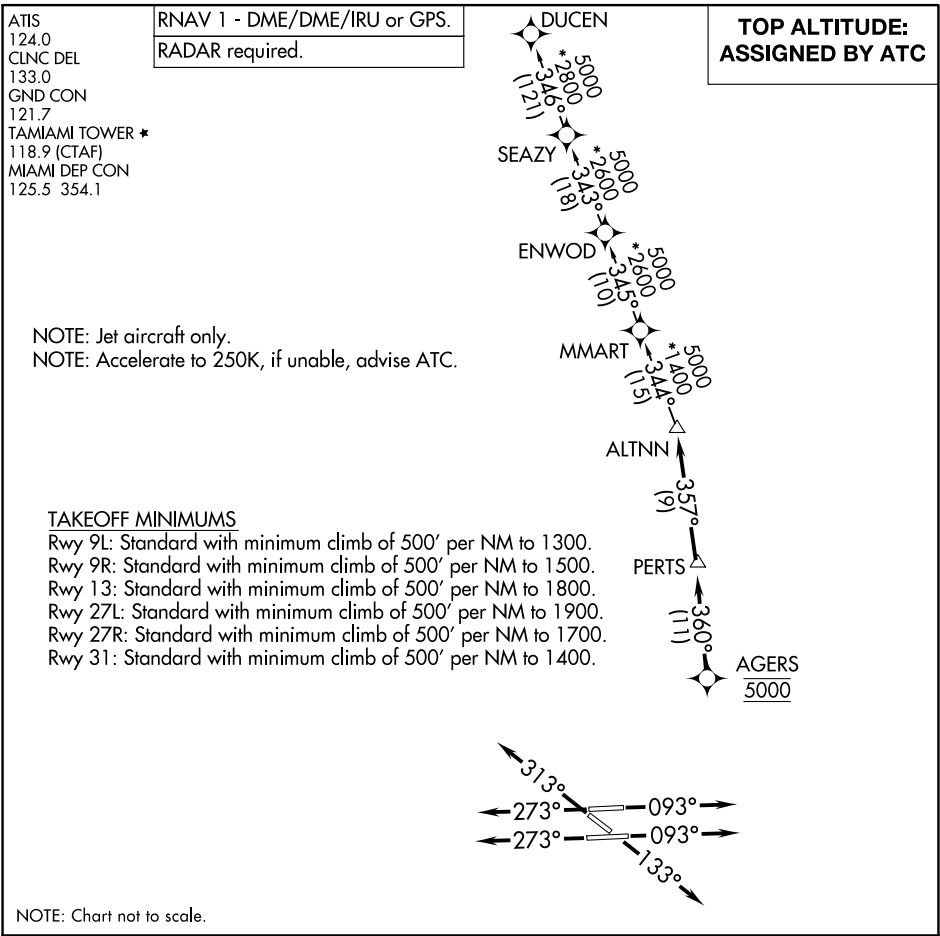 ATIS
124.0
CLNC DEL
133.0
GND CON
121.7
TAMIAMI TOWER ★
118.9 (CTAF)
MIAMI DEP CON
125.5 354.1
RNAV 1 - DME/DME/IRU or GPS.
RADAR required.
TOP ALTITUDE:
ASSIGNED BY ATC
DUCEN
5000
*2800
346°
(121)
SEAZY
5000
*2600
343°
(18)
ENWOD
5000
*2600
345°
(10)
MMART
5000
*1400
344°
(15)
ALTNN
357°
(9)
PERTS
360°
(11)
AGERS
5000
NOTE: Jet aircraft only.
NOTE: Accelerate to 250K, if unable, advise ATC.
TAKEOFF MINIMUMS
Rwy 9L: Standard with minimum climb of 500' per NM to 1300.
Rwy 9R: Standard with minimum climb of 500' per NM to 1500.
Rwy 13: Standard with minimum climb of 500' per NM to 1800.
Rwy 27L: Standard with minimum climb of 500' per NM to 1900.
Rwy 27R: Standard with minimum climb of 500' per NM to 1700.
Rwy 31: Standard with minimum climb of 500' per NM to 1400.
313°
273° 093°
273° 093°
133°
NOTE: Chart not to scale.